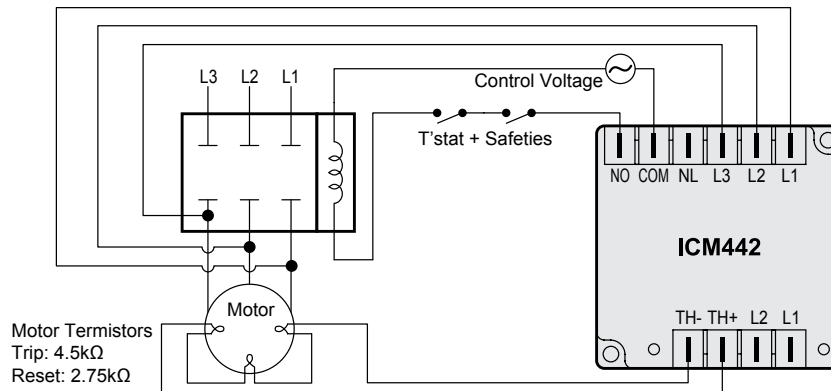 L3 L2 L1
Control Voltage
T'stat + Safeties
NO COM NL L3 L2 L1
ICM442
Motor
TH- TH+ L2 L1
Motor Termistors
Trip: 4.5kΩ
Reset: 2.75kΩ